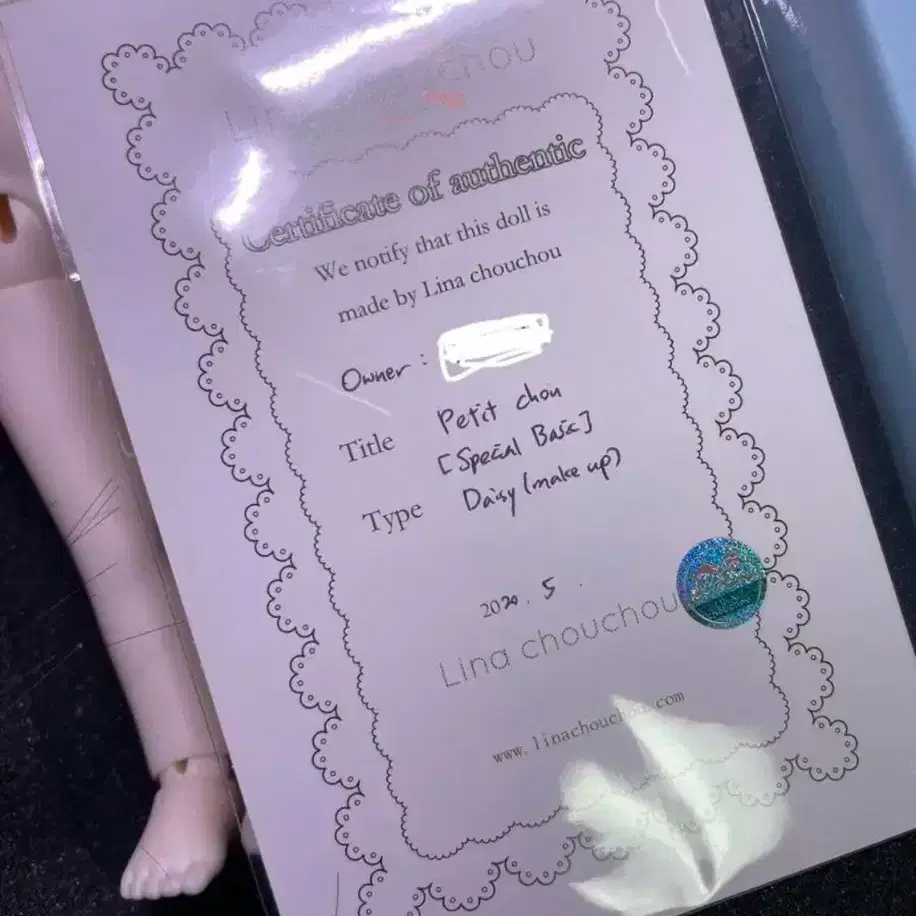 chou
Certificate of authentic
We notify that this doll is
made by Lina chouchou
Owner :
Title Petit chou
[Special Basic]
Type Daisy (make up)
2020 . 5 .
Lina chouchou
www.linachouchou.com